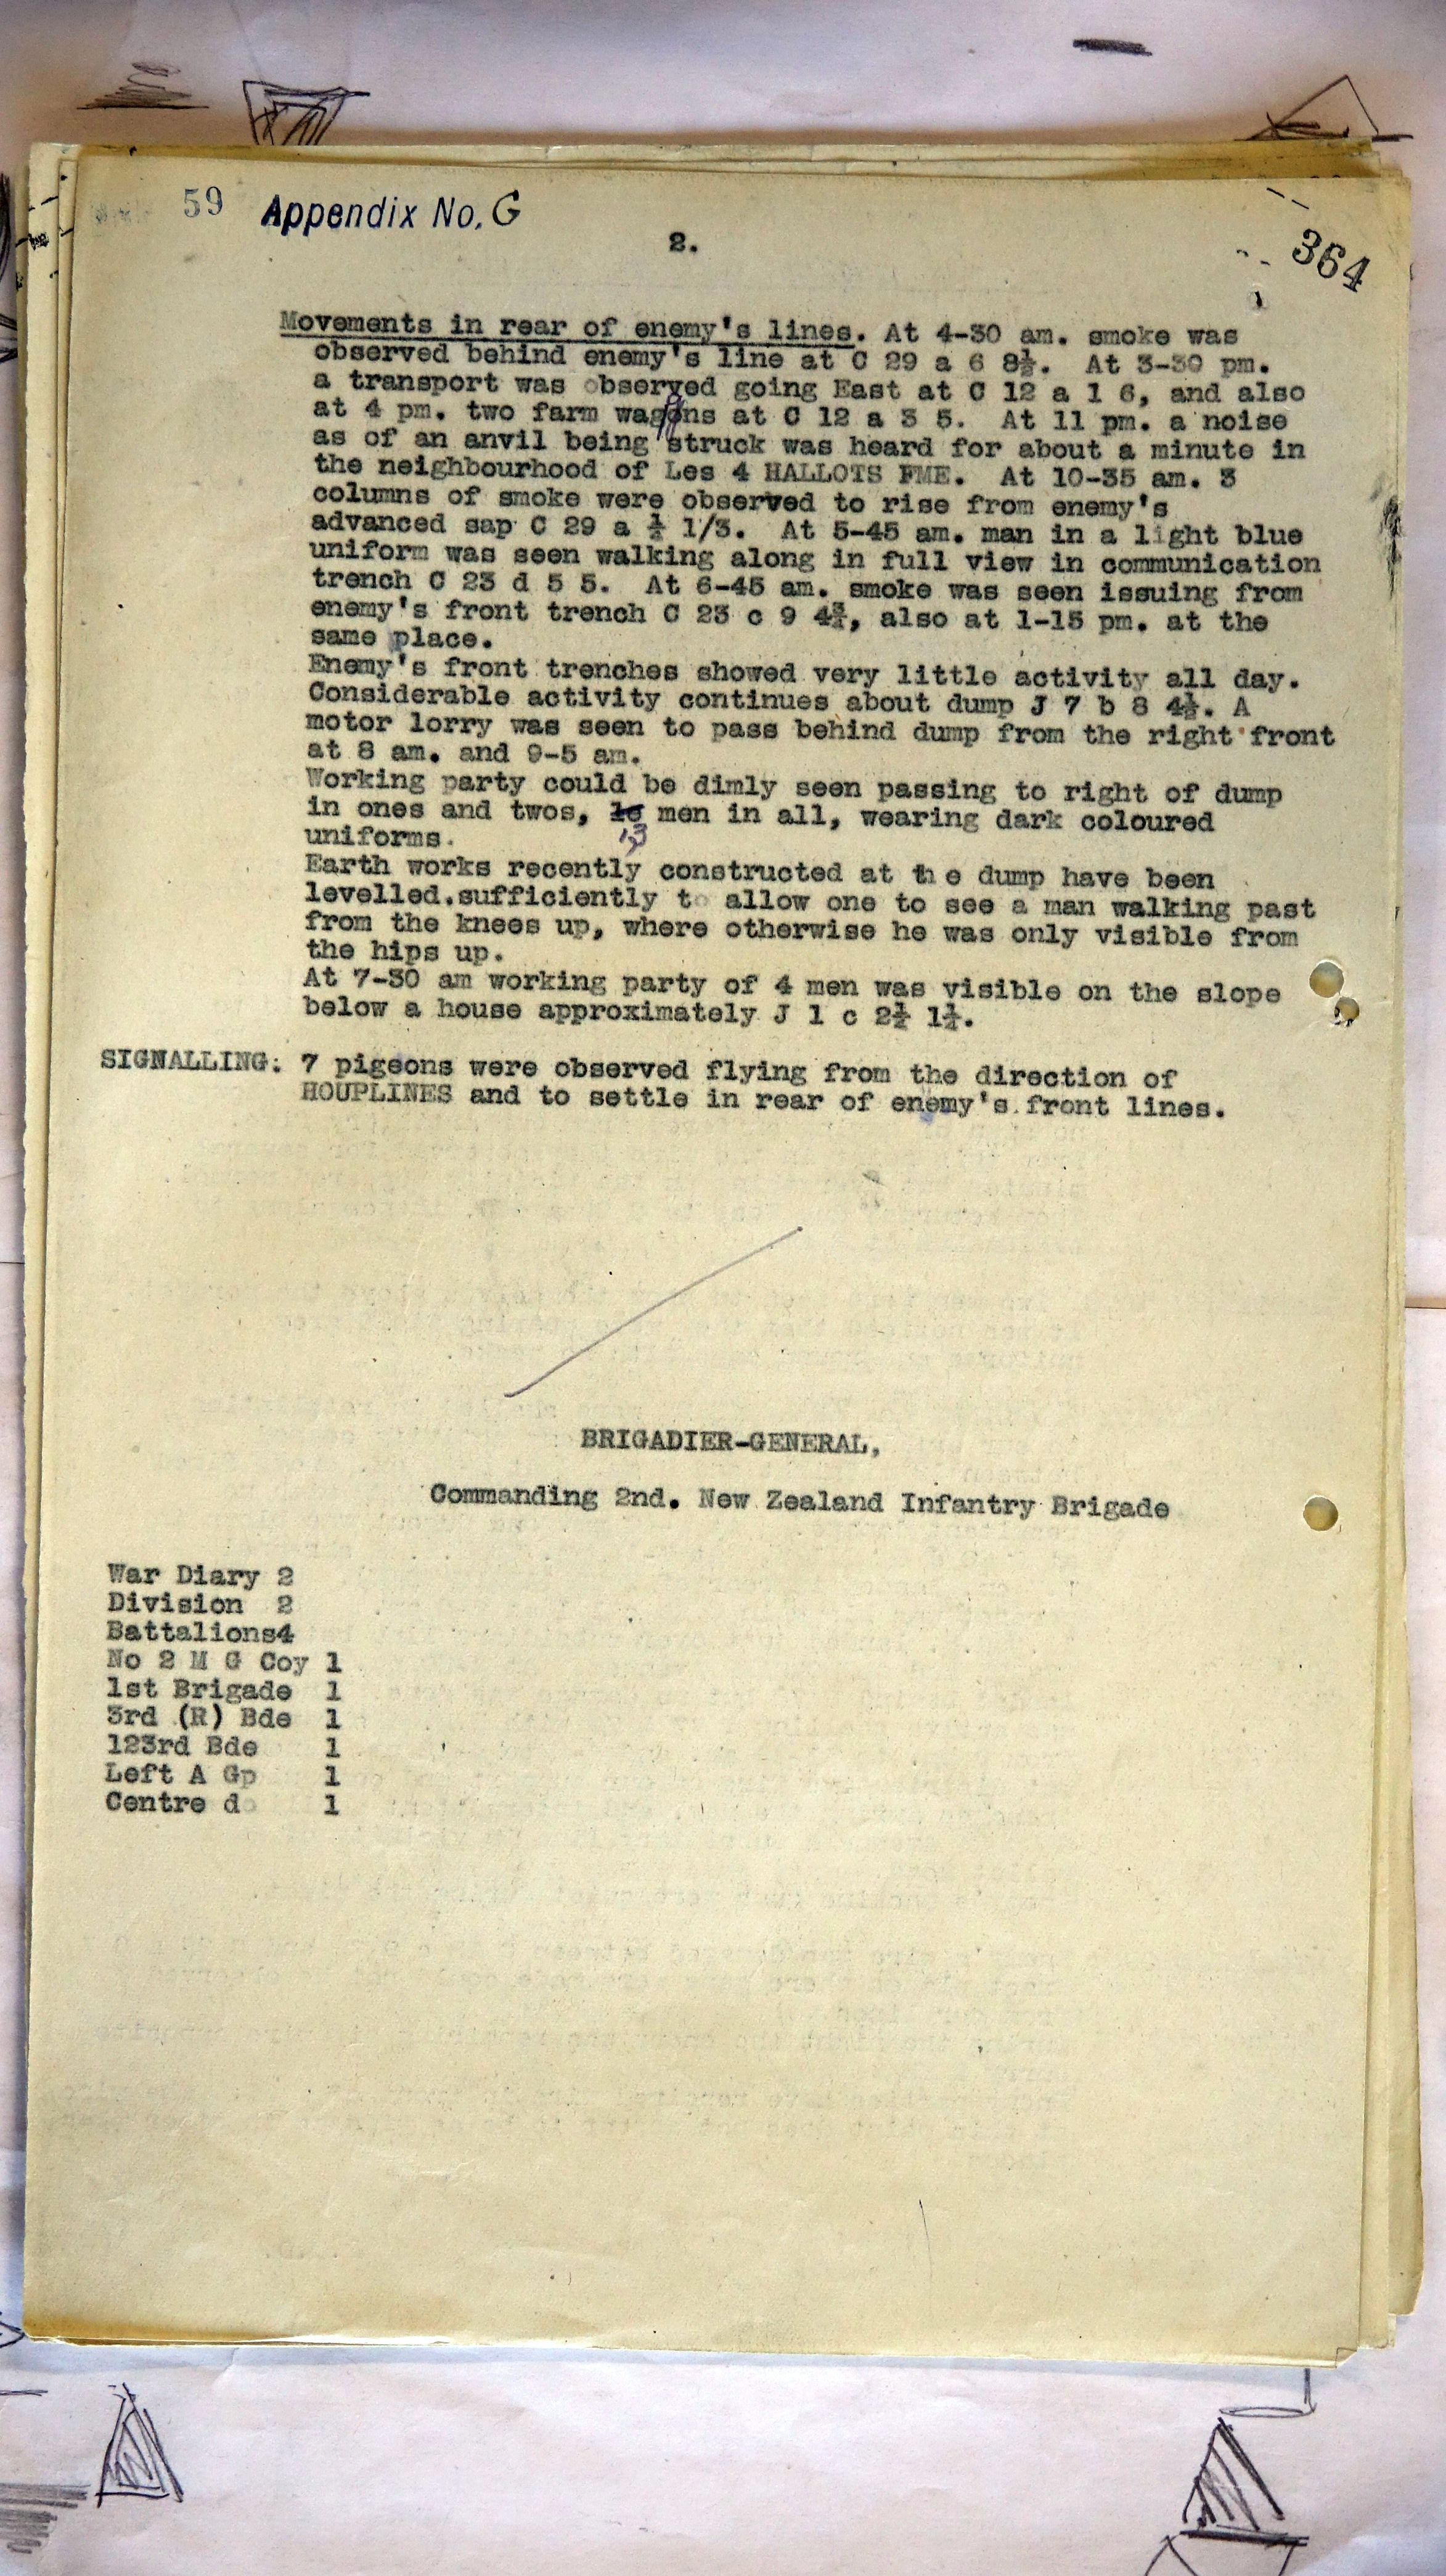 59 Appendix No. G
2.
364
Movements in rear of enemy's lines. At 4-30 am. smoke was
observed behind enemy's line at C 29 a 6 8½. At 3-30 pm.
a transport was observed going East at C 12 a 1 6, and also
at 4 pm. two farm waggons at C 12 a 3 5. At 11 pm. a noise
as of an anvil being struck was heard for about a minute in
the neighbourhood of Les 4 HALLOTS FME. At 10-35 am. 3
columns of smoke were observed to rise from enemy's
advanced sap C 29 a 1/3. At 5-45 am. man in a light blue
uniform was seen walking along in full view in communication
trench C 23 d 5 5. At 6-45 am. smoke was seen issuing from
enemy's front trench C 23 c 9 4¾, also at 1-15 pm. at the
same place.
Enemy's front trenches showed very little activity all day.
Considerable activity continues about dump J 7 b 8 4½. A
motor lorry was seen to pass behind dump from the right front
at 8 am. and 9-5 am.
Working party could be dimly seen passing to right of dump
in ones and twos, men in all, wearing dark coloured
13
uniforms.
Earth works recently constructed at the dump have been
levelled.sufficiently to allow one to see a man walking past
from the knees up, where otherwise he was only visible from
the hips up.
At 7-30 am working party of 4 men was visible on the slope
below a house approximately J 1 c 2½ 1¼.
SIGNALLING: 7 pigeons were observed flying from the direction of
HOUPLINES and to settle in rear of enemy's front lines.
BRIGADIER-GENERAL,
Commanding 2nd. New Zealand Infantry Brigade
War Diary 2
Division 2
Battalions4
No 2 M G Coy 1
1st Brigade 1
3rd (R) Bde 1
123rd Bde 1
Left A Gp 1
Centre do 1